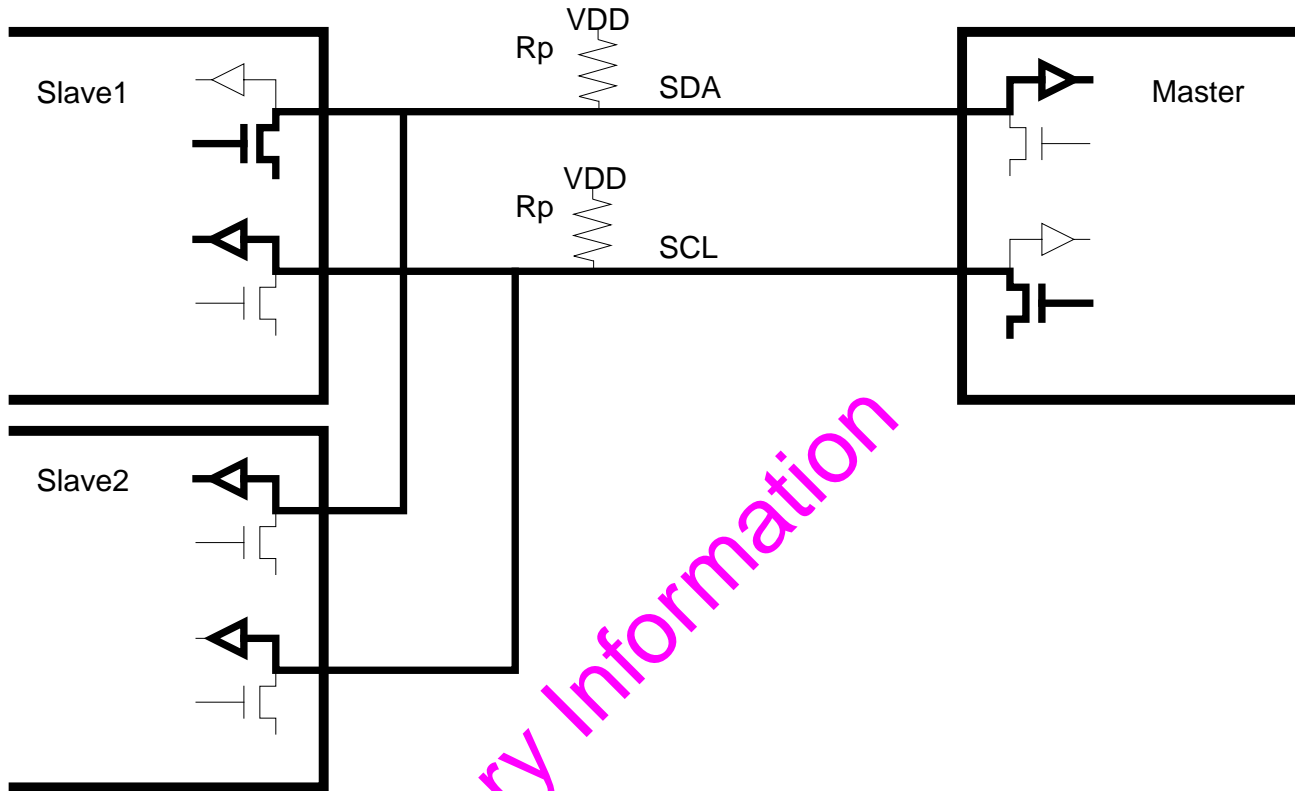 VDD
Rp
SDA
Slave1
Master
VDD
Rp
SCL
Slave2
ry Information